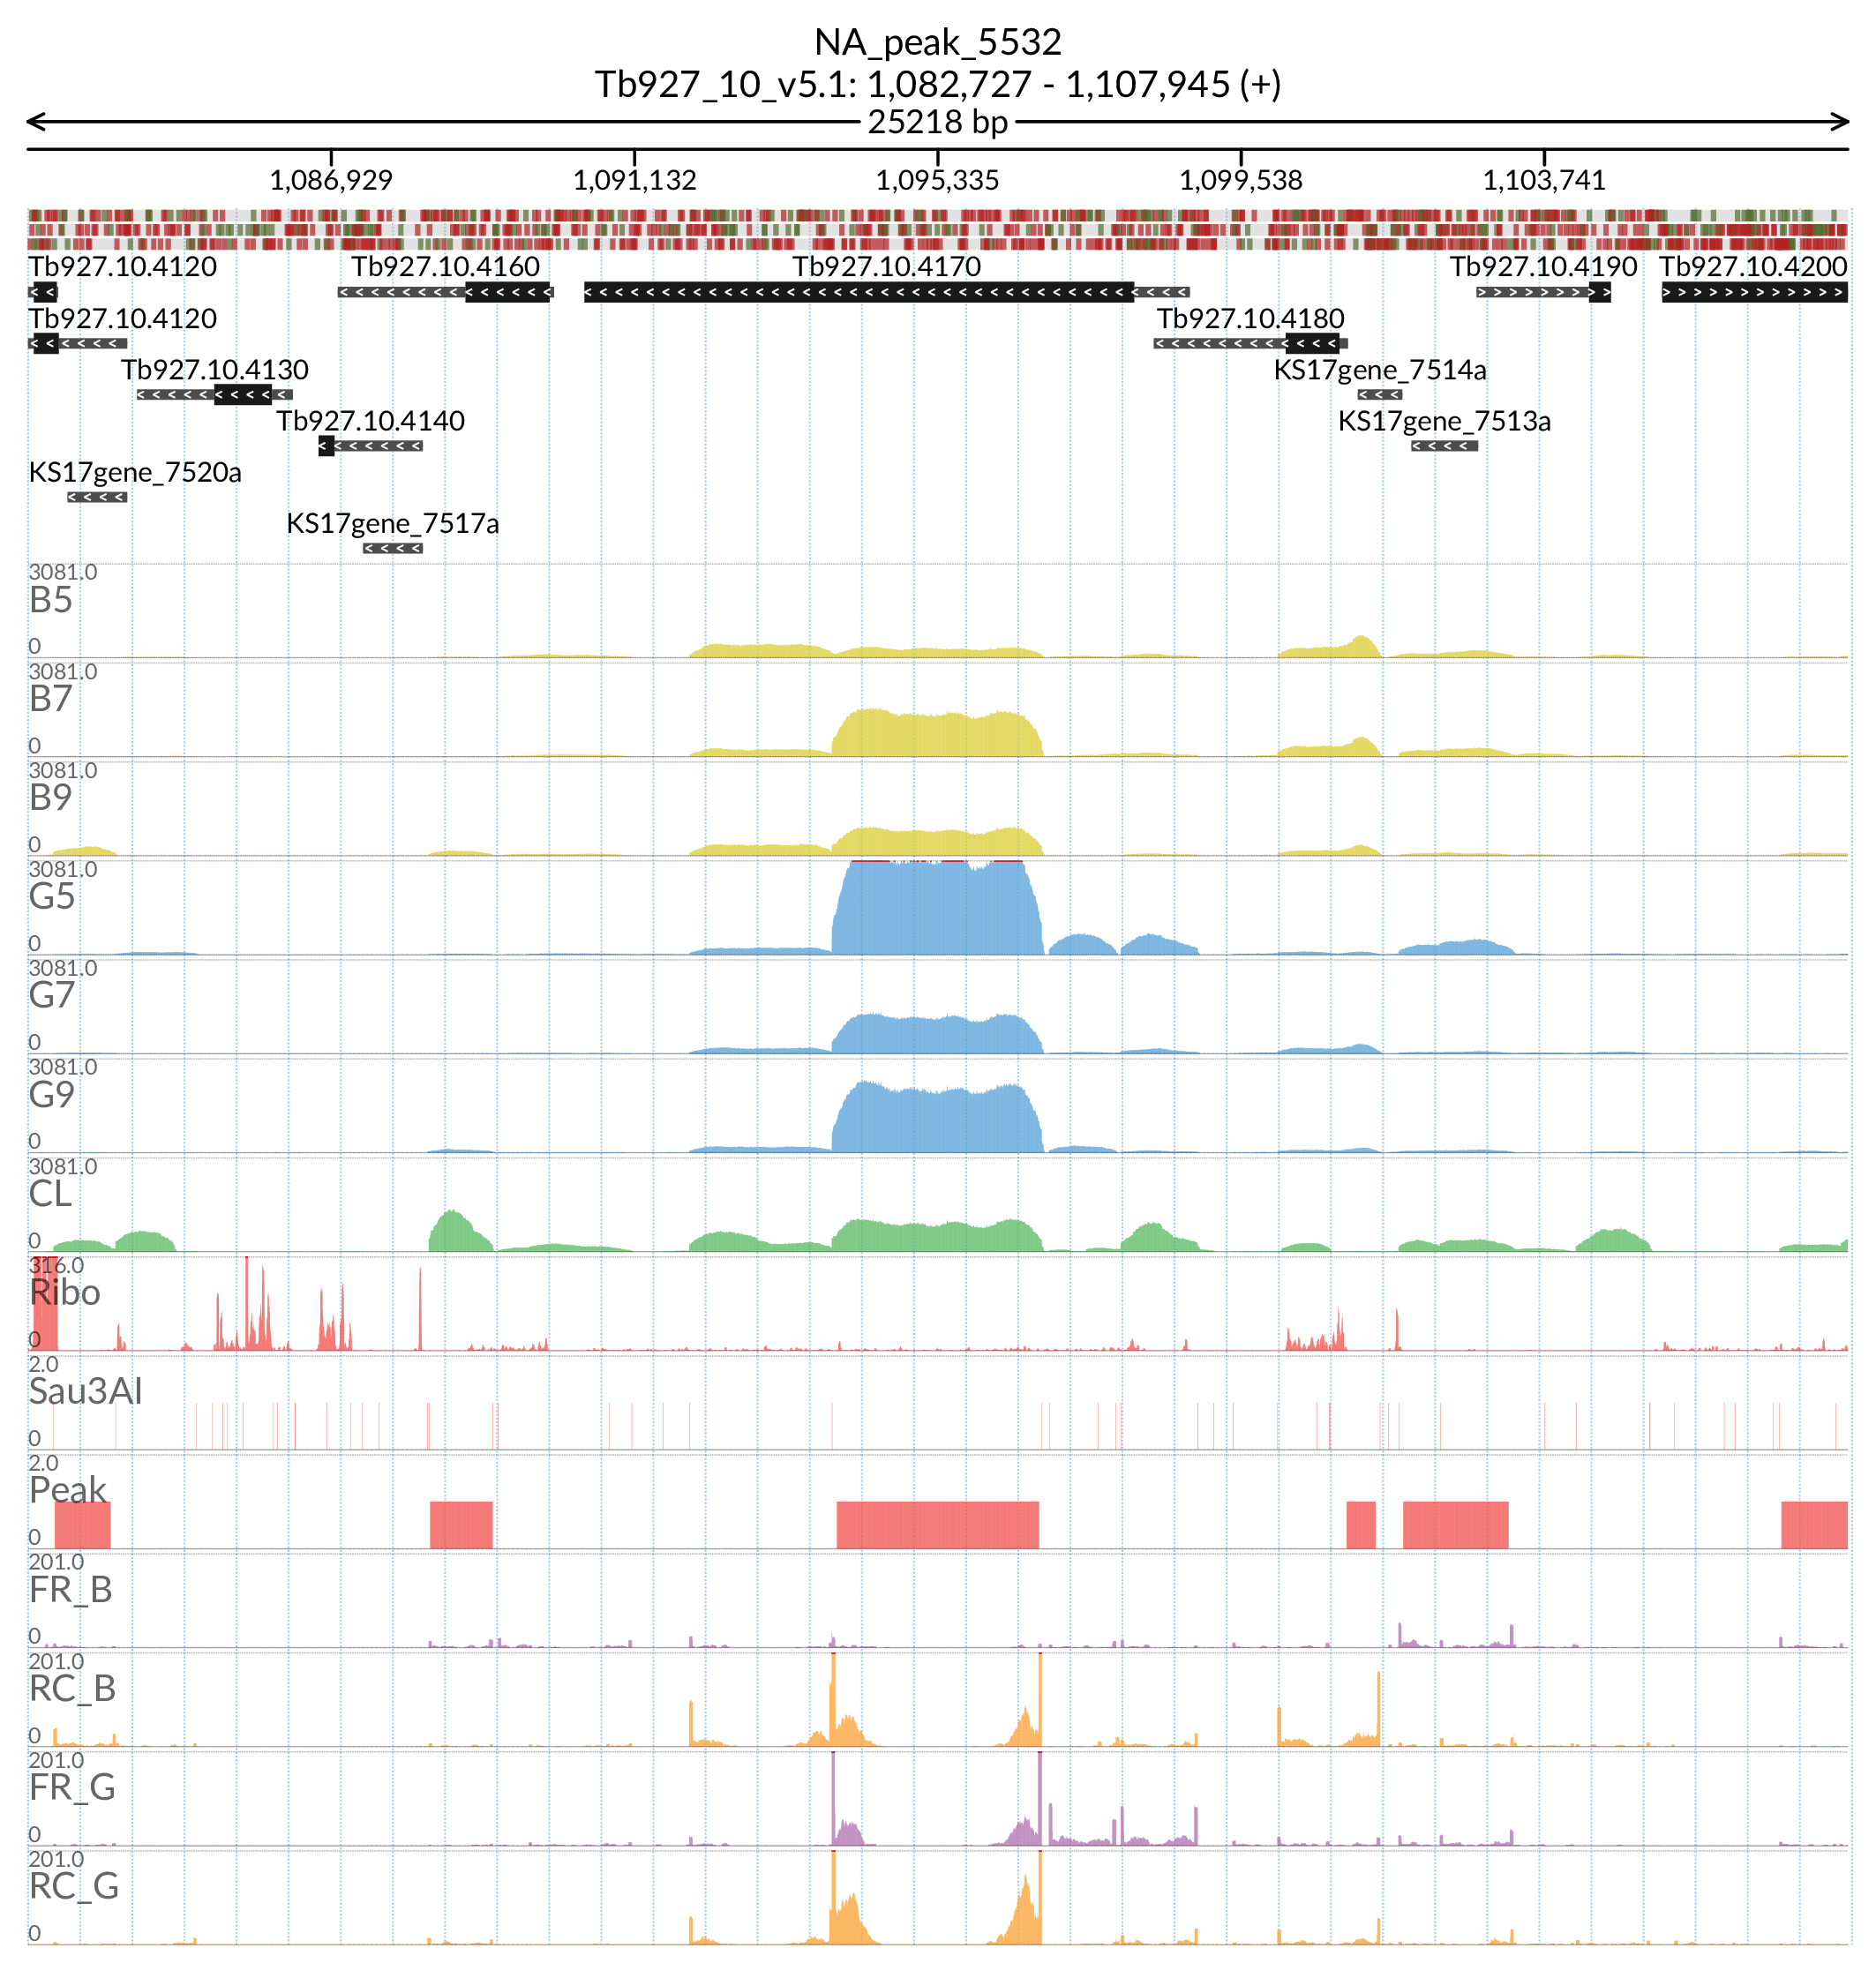 NA_peak_5532
Tb927_10_v5.1: 1,082,727 - 1,107,945 (+)
25218 bp
1,086,929 1,091,132 1,095,335 1,099,538 1,103,741
Tb927.10.4120 Tb927.10.4160 Tb927.10.4170 Tb927.10.4190 Tb927.10.4200
Tb927.10.4120 Tb927.10.4180
Tb927.10.4130 KS17gene_7514a
Tb927.10.4140 KS17gene_7513a
KS17gene_7520a
KS17gene_7517a
3081.0
B5
0
3081.0
B7
0
3081.0
B9
0
3081.0
G5
0
3081.0
G7
0
3081.0
G9
0
3081.0
CL
0
316.0
Ribo
0
2.0
Sau3AI
0
2.0
Peak
0
201.0
FR_B
0
201.0
RC_B
0
201.0
FR_G
0
201.0
RC_G
0